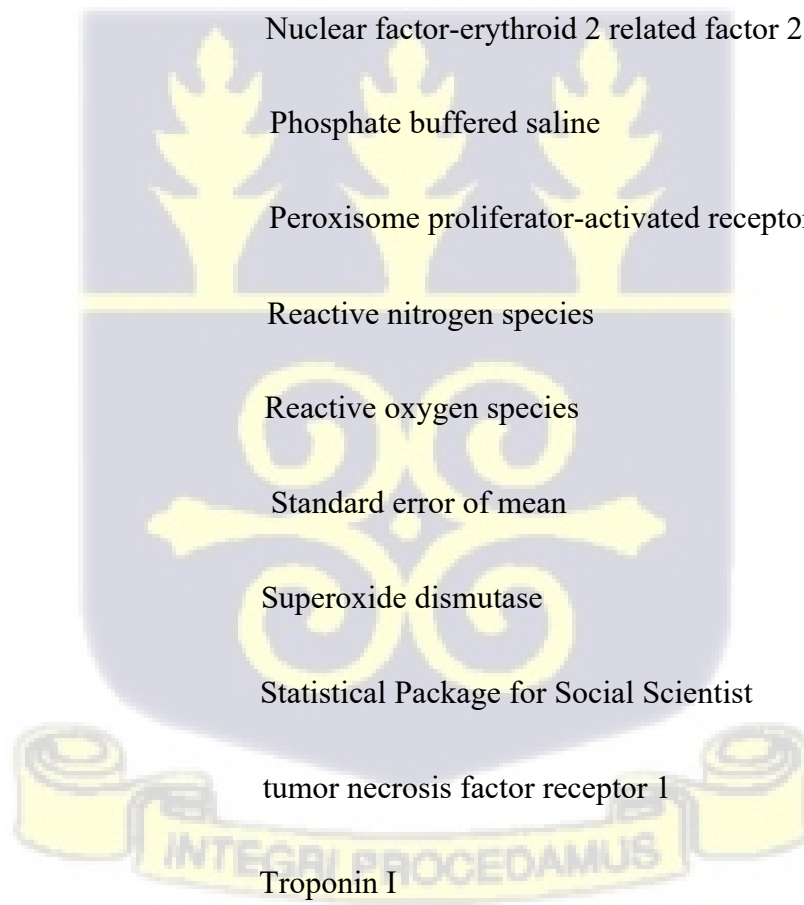 Nuclear factor-erythroid 2 related factor 2
Phosphate buffered saline
Peroxisome proliferator-activated
Reactive nitrogen species
Reactive oxygen species
Standard error of mean
Superoxide dismutase
Statistical Package for Social Scientist
tumor necrosis factor receptor 1
INTEGRI PROCEDAMUS
Troponin I